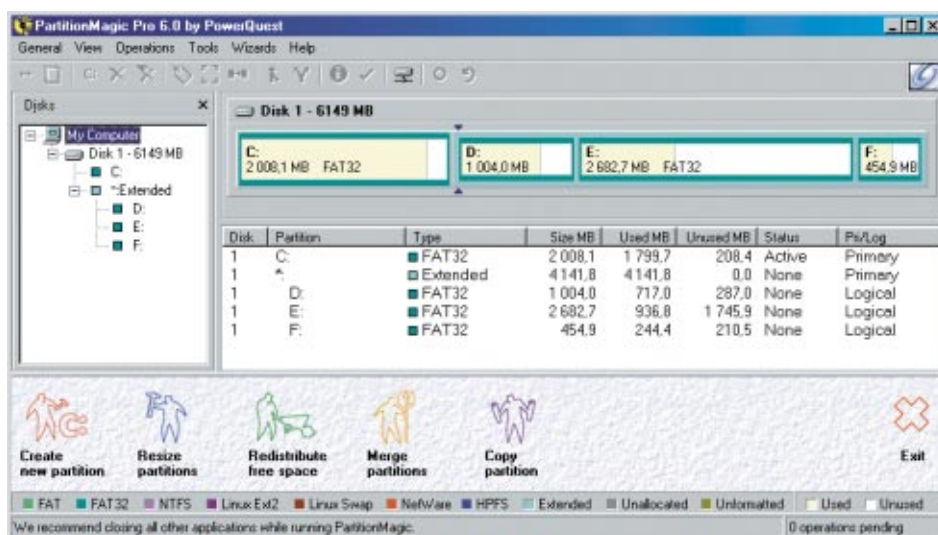 PartitionMagic Pro 6.0 by PowerQuest
General View Operations Tools Wizards Help
Disks
My Computer
Disk 1 - 6149 MB
C:
*:Extended
D:
E:
F:
Disk 1 - 6149 MB
C: D: E: F:
2 008,1 MB FAT32 1 004,0 MB 2 682,7 MB FAT32 454,9 MB
Disk Partition Type Size MB Used MB Unused MB Status Pri/Log
1 C: FAT32 2 008,1 1 799,7 208,4 Active Primary
1 *: Extended 4 141,8 4 141,8 0,0 None Primary
1 D: FAT32 1 004,0 717,0 287,0 None Logical
1 E: FAT32 2 682,7 936,8 1 745,9 None Logical
1 F: FAT32 454,9 244,4 210,5 None Logical
Create new partition
Resize partitions
Redistribute free space
Merge partitions
Copy partition
Exit
FAT FAT32 NTFS Linux Ext2 Linux Swap NetWare HPFS Extended Unallocated Unformatted Used Unused
We recommend closing all other applications while running PartitionMagic. 0 operations pending